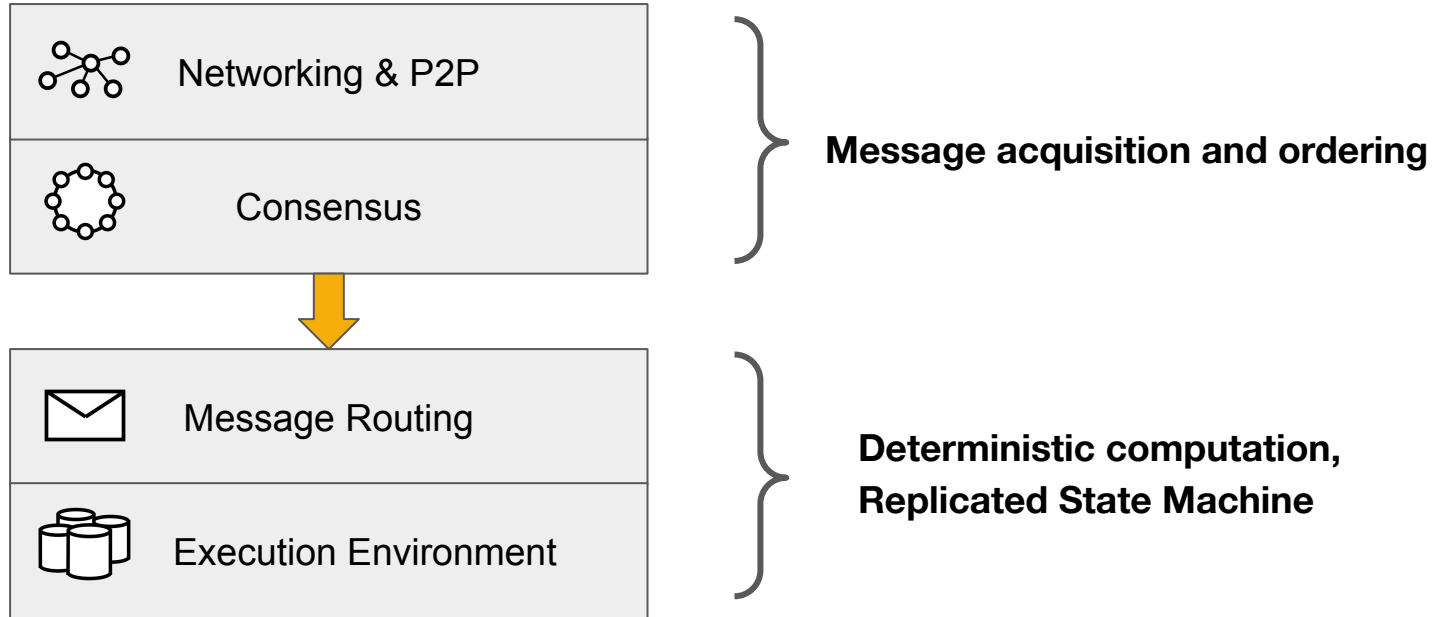 Networking & P2P
Message acquisition and ordering
Consensus
Message Routing
Deterministic computation,
Replicated State Machine
Execution Environment